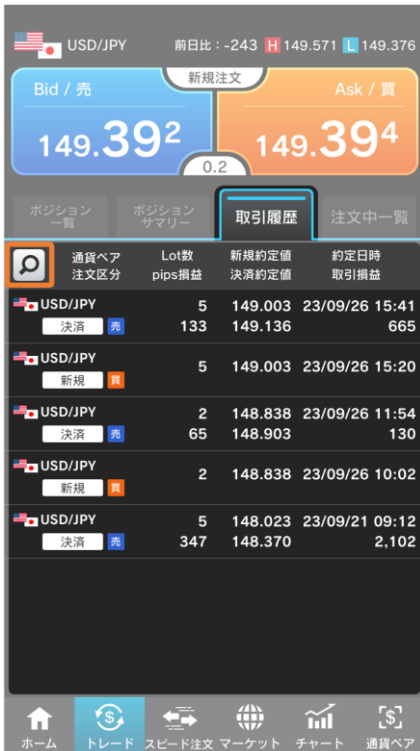 USD/JPY 前日比：-243 H 149.571 L 149.376
新規注文
Bid / 売 Ask / 買
149.392 149.394
0.2
ポジション一覧 ポジションサマリー 取引履歴 注文中一覧
通貨ペア Lot数 新規約定値 約定日時
注文区分 pips損益 決済約定値 取引損益
USD/JPY 5 149.003 23/09/26 15:41
決済 売 133 149.136 665
USD/JPY 5 149.003 23/09/26 15:20
新規 買
USD/JPY 2 148.838 23/09/26 11:54
決済 売 65 148.903 130
USD/JPY 2 148.838 23/09/26 10:02
新規 買
USD/JPY 5 148.023 23/09/21 09:12
決済 売 347 148.370 2,102
ホーム トレード スピード注文 マーケット チャート 通貨ペア